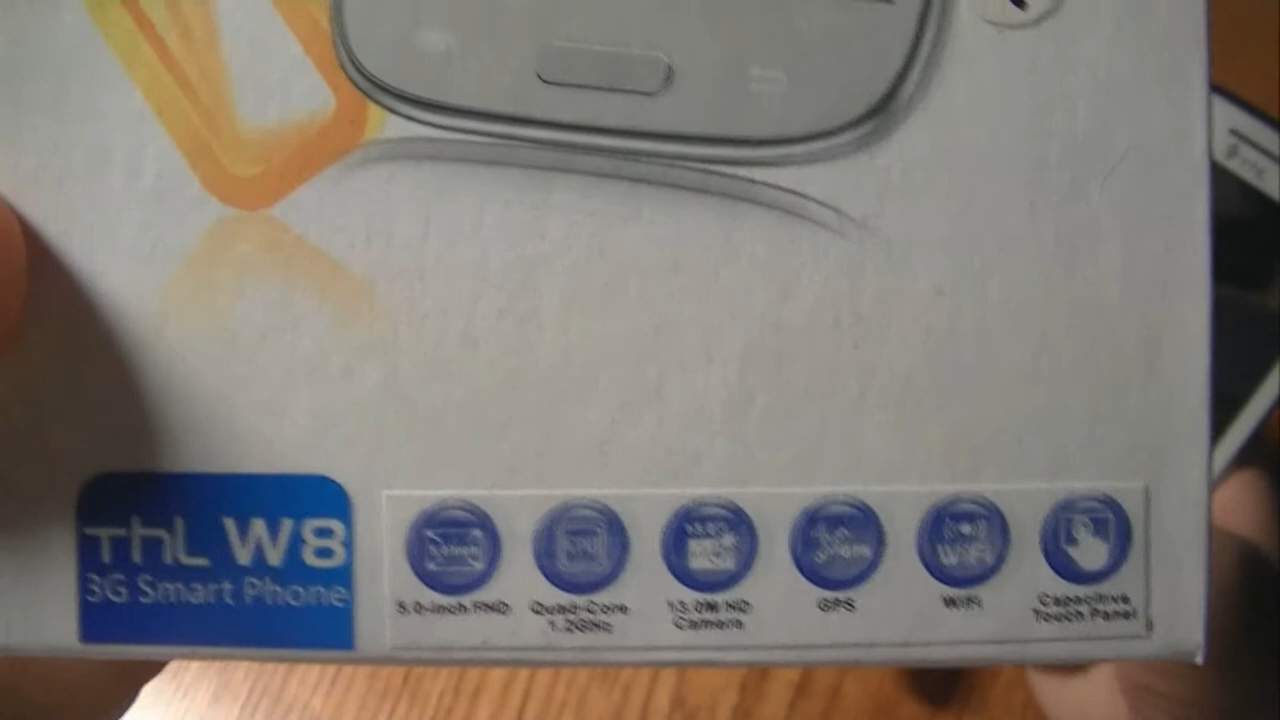 ThL W8
3G Smart Phone
5.0-inch FHD
Quad-Core
1.2GHz
13.0M HD
Camera
GPS
WiFi
WiFi
Capacitive
Touch Panel